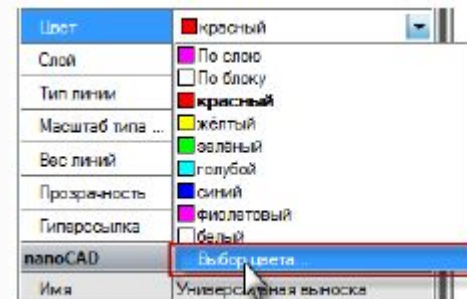 Цвет красный
Слой По слою
По блоку
Тип линии красный
Масштаб типа ... жёлтый
зелёный
Вес линий голубой
Прозрачность синий
фиолетовый
Гиперссылка белый
nanoCAD Выбор цвета...
Имя Универсальная выноска